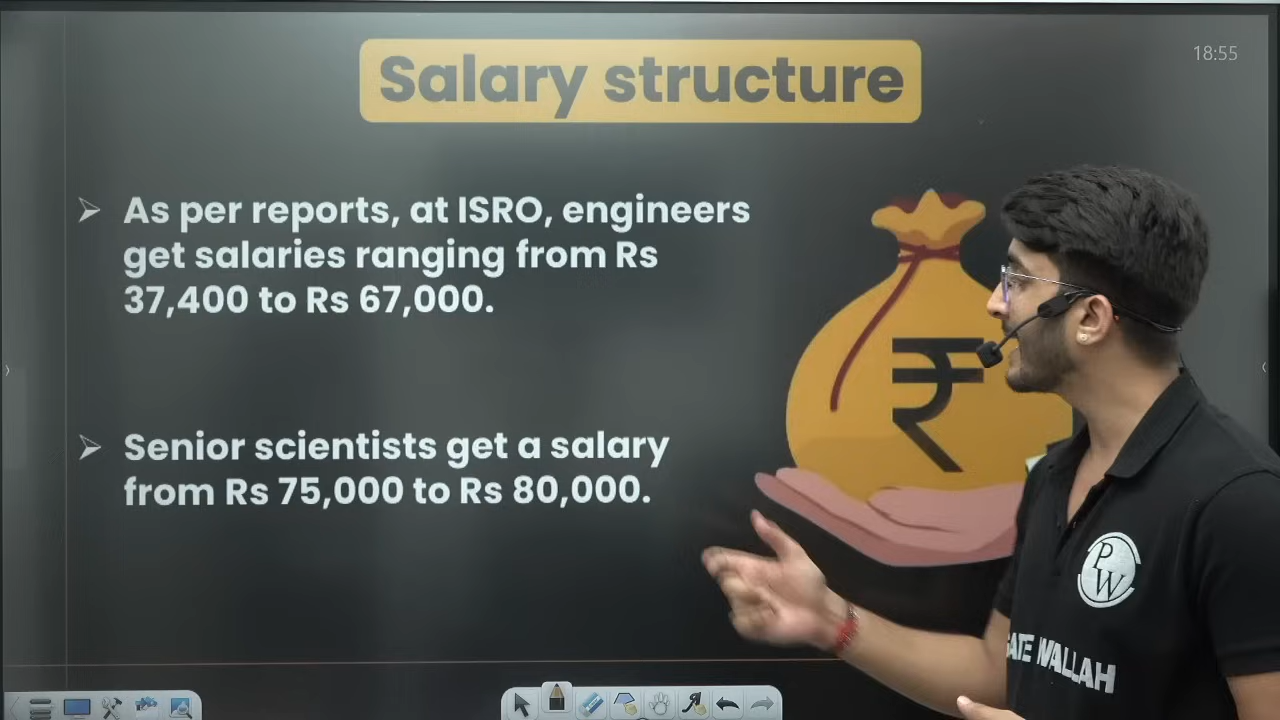 Salary structure
18:55
➢ As per reports, at ISRO, engineers
get salaries ranging from Rs
37,400 to Rs 67,000.
₹
➢ Senior scientists get a salary
from Rs 75,000 to Rs 80,000.
PW
GATE WALLAH